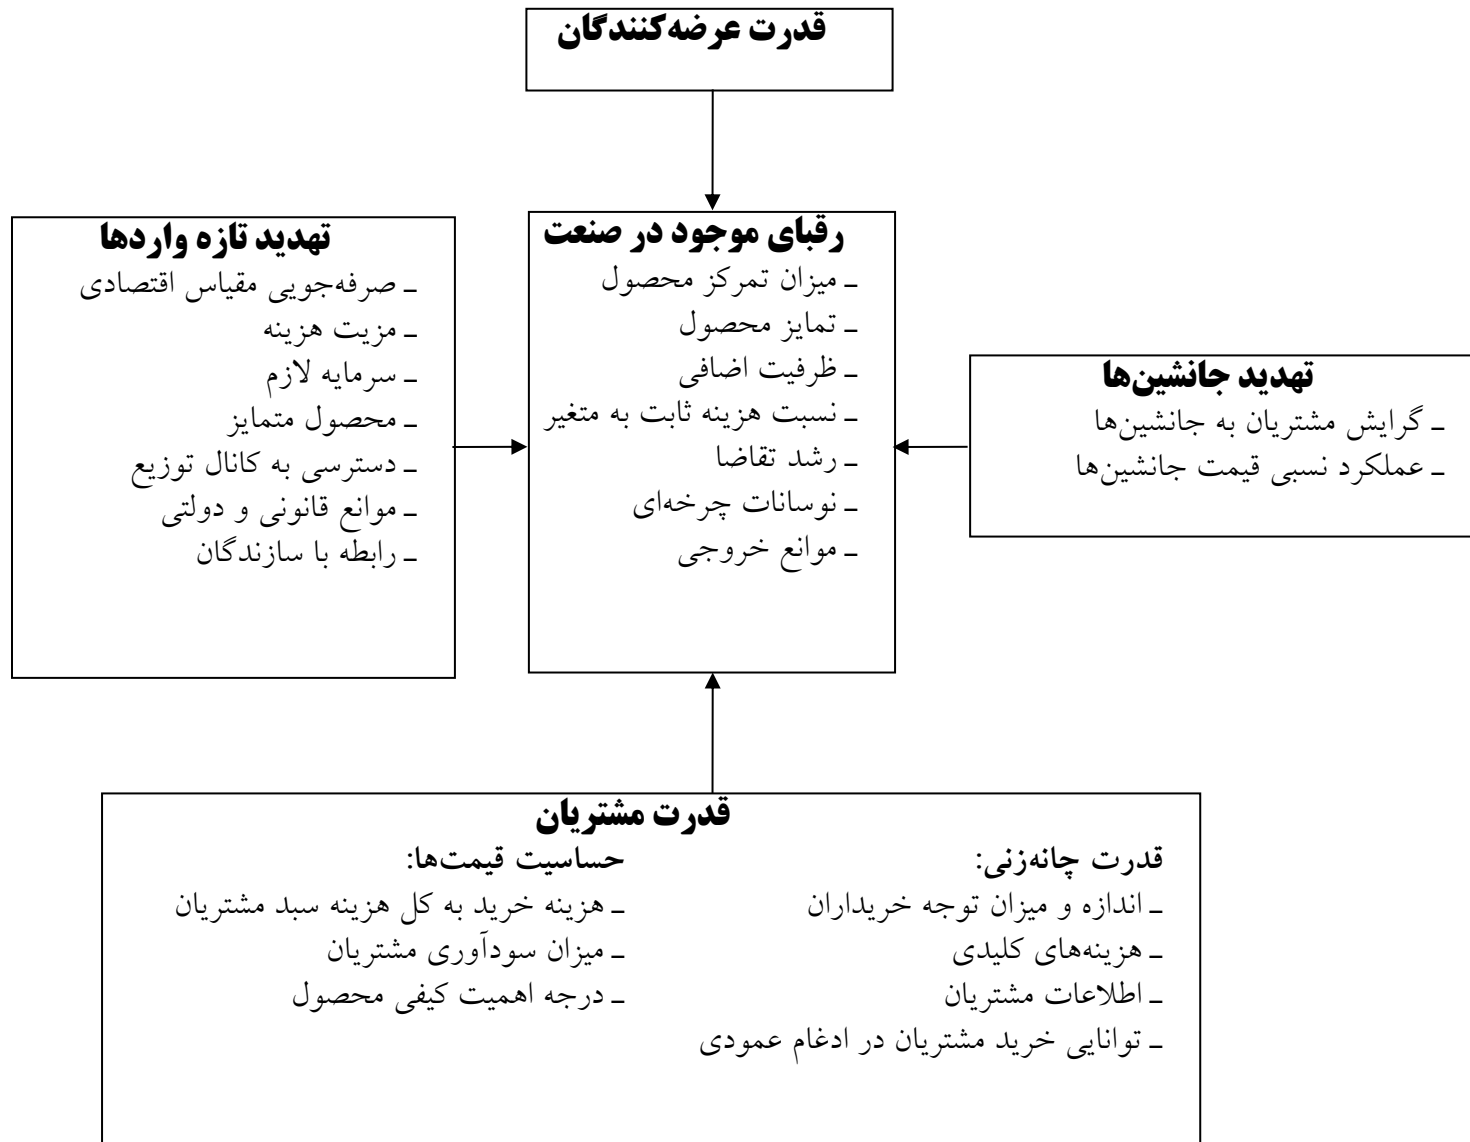 قدرت عرضه‌کنندگان
تهدید تازه واردها
ـ صرفه‌جویی مقیاس اقتصادی
ـ مزیت هزینه
ـ سرمایه لازم
ـ محصول متمایز
ـ دسترسی به کانال توزیع
ـ موانع قانونی و دولتی
ـ رابطه با سازندگان
رقبای موجود در صنعت
ـ میزان تمرکز محصول
ـ تمایز محصول
ـ ظرفیت اضافی
ـ نسبت هزینه ثابت به متغیر
ـ رشد تقاضا
ـ نوسانات چرخه‌ای
ـ موانع خروجی
تهدید جانشین‌ها
ـ گرایش مشتریان به جانشین‌ها
ـ عملکرد نسبی قیمت جانشین‌ها
قدرت مشتریان
قدرت چانه‌زنی:
ـ اندازه و میزان توجه خریداران
ـ هزینه‌های کلیدی
ـ اطلاعات مشتریان
ـ توانایی خرید مشتریان در ادغام عمودی
حساسیت قیمت‌ها:
ـ هزینه خرید به کل هزینه سبد مشتریان
ـ میزان سودآوری مشتریان
ـ درجه اهمیت کیفی محصول